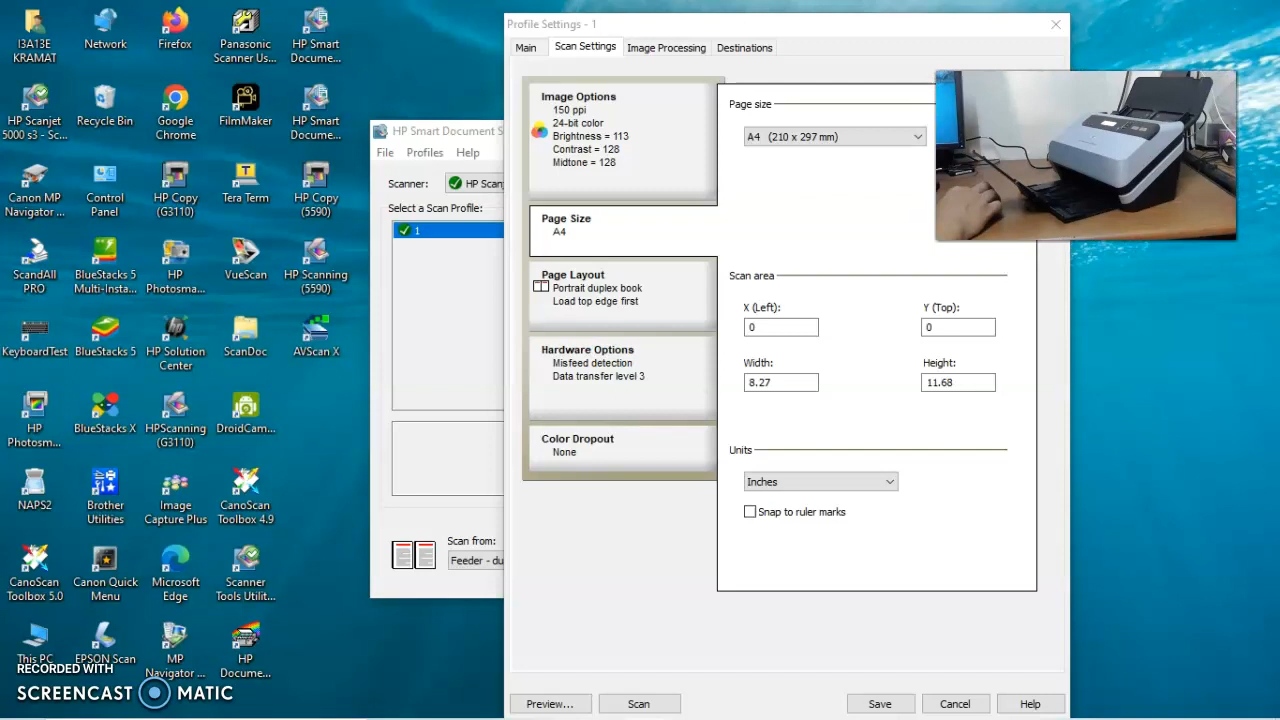 I3A13E KRAMAT
Network
Firefox
Panasonic Scanner Us...
HP Smart Docume...
HP Scanjet 5000 s3 - Sc...
Recycle Bin
Google Chrome
FilmMaker
HP Smart Docume...
Canon MP Navigator ...
Control Panel
HP Copy (G3110)
Tera Term
HP Copy (5590)
ScandAll PRO
BlueStacks 5 Multi-Insta...
HP Photosma...
VueScan
HP Scanning (5590)
KeyboardTest
BlueStacks 5
HP Solution Center
ScanDoc
AVScan X
HP Photosm...
BlueStacks X
HPScanning (G3110)
DroidCam...
NAPS2
Brother Utilities
Image Capture Plus
CanoScan Toolbox 4.9
CanoScan Toolbox 5.0
Canon Quick Menu
Microsoft Edge
Scanner Tools Utilit...
This PC
EPSON Scan
MP Navigator ...
HP Docume...
RECORDED WITH
SCREENCAST MATIC
HP Smart Document S
File Profiles Help
Scanner: HP Scanj
Select a Scan Profile:
1
Scan from:
Feeder - du
Profile Settings - 1
Main Scan Settings Image Processing Destinations
Image Options
150 ppi
24-bit color
Brightness = 113
Contrast = 128
Midtone = 128
Page Size
A4
Page Layout
Portrait duplex book
Load top edge first
Hardware Options
Misfeed detection
Data transfer level 3
Color Dropout
None
Page size
A4 (210 x 297 mm)
Scan area
X (Left): Y (Top):
0 0
Width: Height:
8.27 11.68
Units
Inches
Snap to ruler marks
Preview... Scan Save Cancel Help